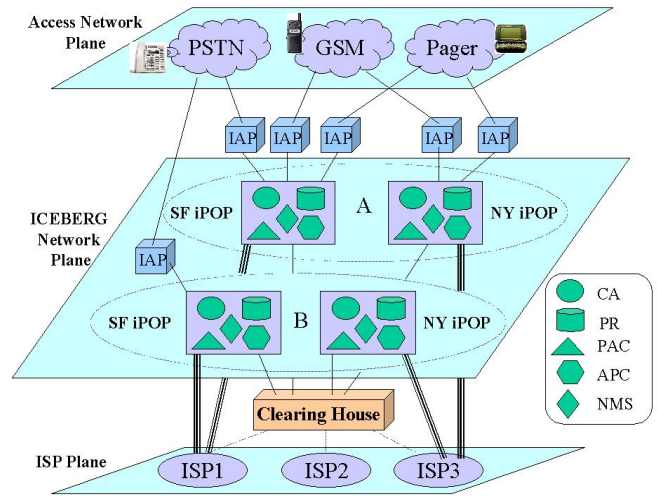 Access Network
Plane
PSTN
GSM
Pager
IAP
IAP
IAP
IAP
IAP
ICEBERG
Network
Plane
SF iPOP
A
NY iPOP
IAP
SF iPOP
B
NY iPOP
CA
PR
PAC
APC
NMS
Clearing House
ISP Plane
ISP1
ISP2
ISP3